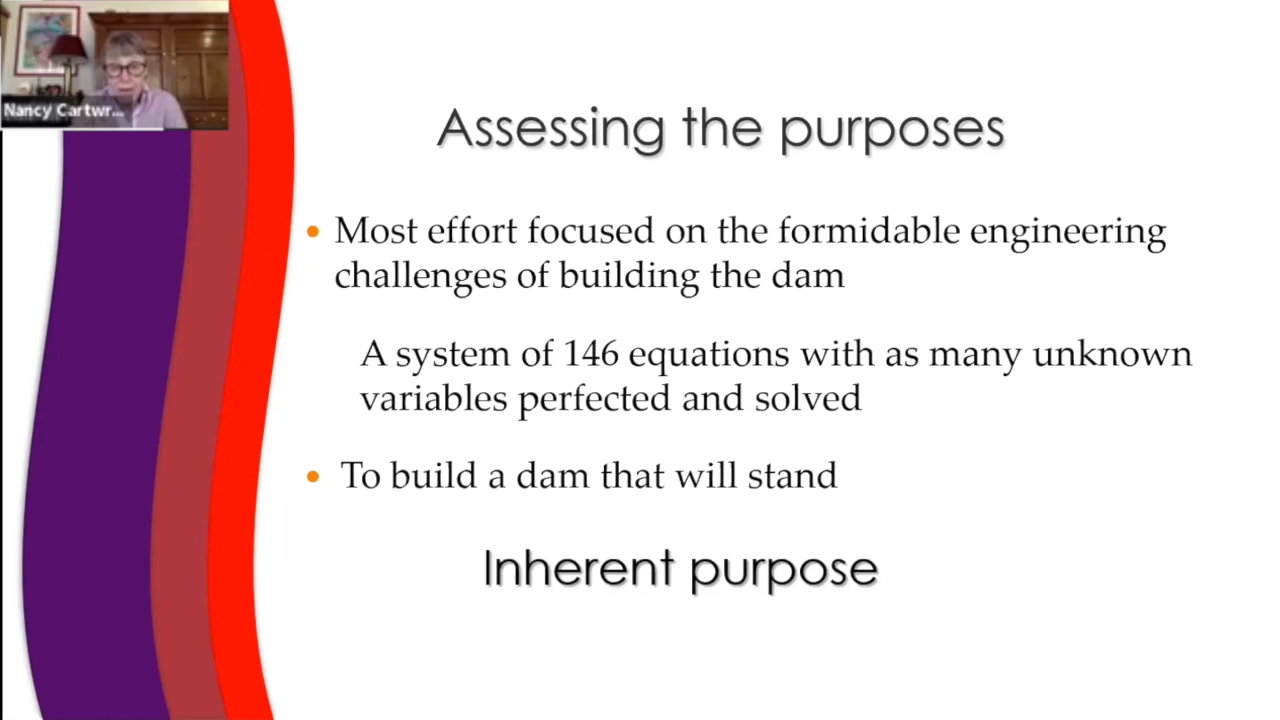 Nancy Cartwr...
Assessing the purposes
• Most effort focused on the formidable engineering
challenges of building the dam
A system of 146 equations with as many unknown
variables perfected and solved
• To build a dam that will stand
Inherent purpose